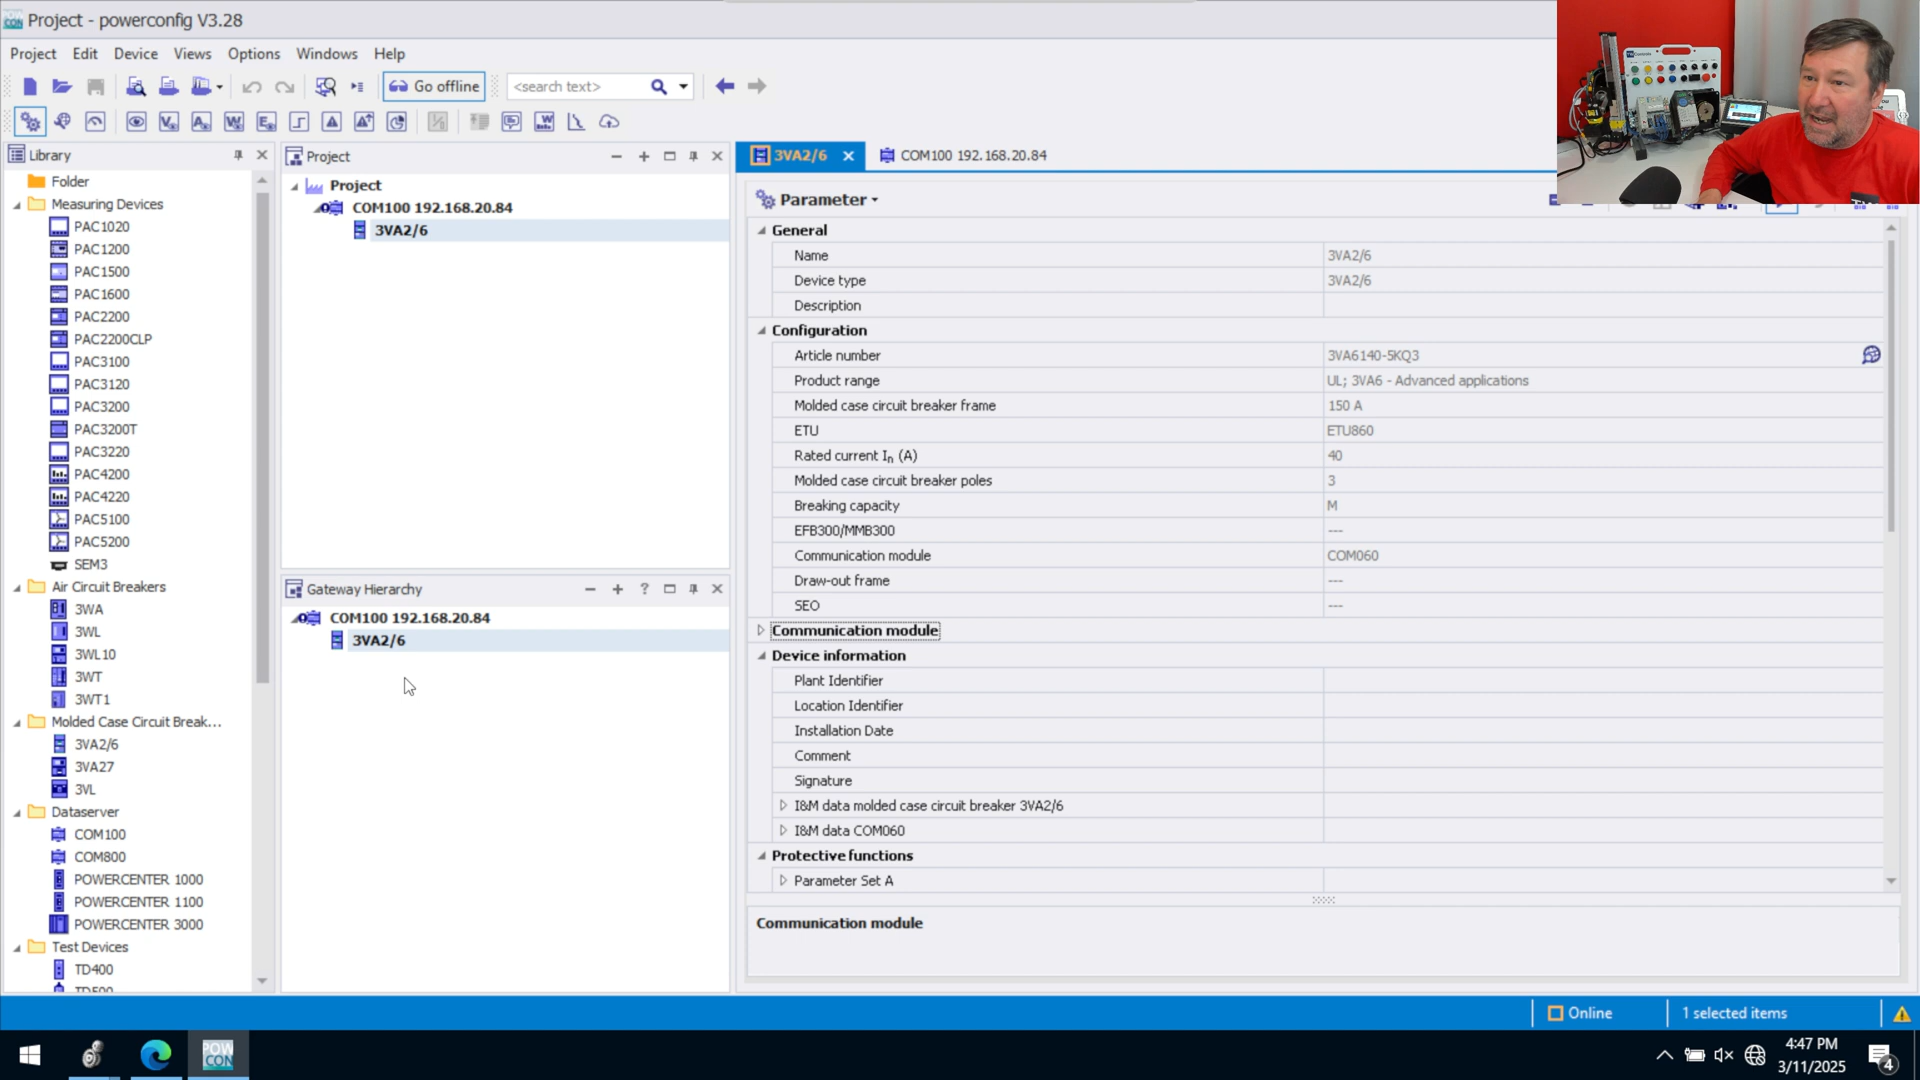 Project - powerconfig V3.28
Project Edit Device Views Options Windows Help
Go offline
<search text>
Library
Folder
Measuring Devices
PAC1020
PAC1200
PAC1500
PAC1600
PAC2200
PAC2200CLP
PAC3100
PAC3120
PAC3200
PAC3200T
PAC3220
PAC4200
PAC4220
PAC5100
PAC5200
SEM3
Air Circuit Breakers
3WA
3WL
3WL10
3WT
3WT1
Molded Case Circuit Break...
3VA2/6
3VA27
3VL
Dataserver
COM100
COM800
POWERCENTER 1000
POWERCENTER 1100
POWERCENTER 3000
Test Devices
TD400
TD500
Project
Project
COM100 192.168.20.84
3VA2/6
Gateway Hierarchy
COM100 192.168.20.84
3VA2/6
3VA2/6
COM100 192.168.20.84
Parameter
General
Name 3VA2/6
Device type 3VA2/6
Description
Configuration
Article number 3VA6140-5KQ3
Product range UL; 3VA6 - Advanced applications
Molded case circuit breaker frame 150 A
ETU ETU860
Rated current In (A) 40
Molded case circuit breaker poles 3
Breaking capacity M
EFB300/MMB300 ---
Communication module COM060
Draw-out frame ---
SEO ---
Communication module
Device information
Plant Identifier
Location Identifier
Installation Date
Comment
Signature
I&M data molded case circuit breaker 3VA2/6
I&M data COM060
Protective functions
Parameter Set A
Communication module
Online
1 selected items
POW CON
4:47 PM
3/11/2025
4